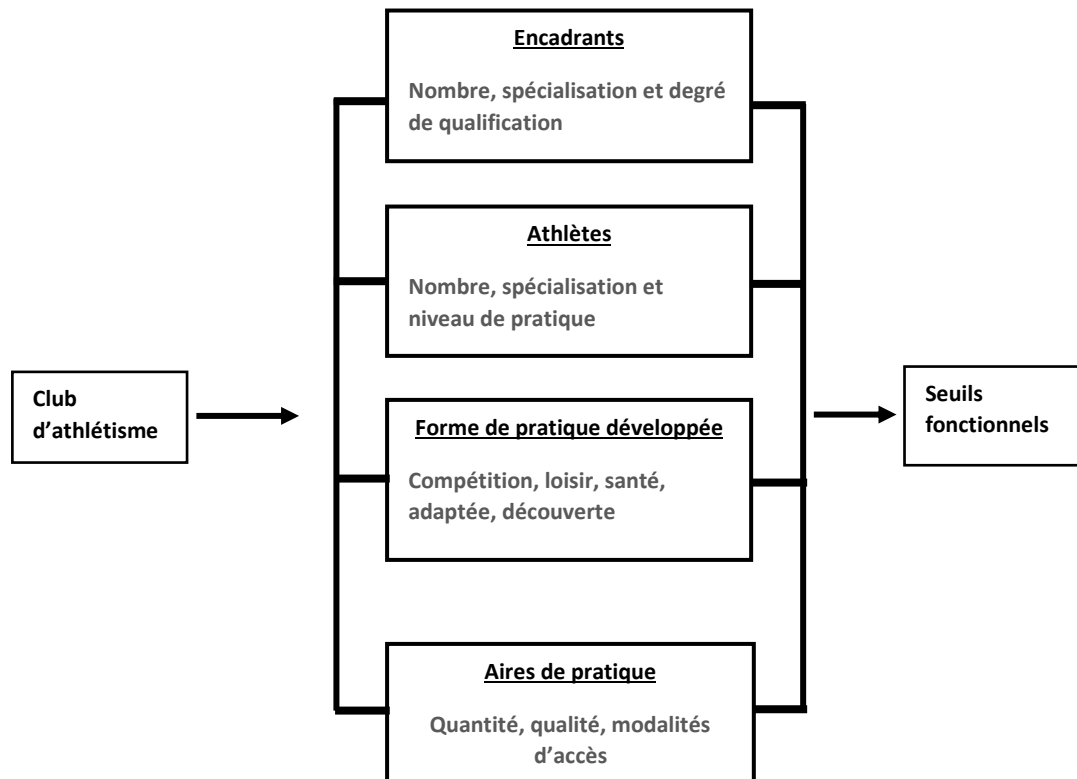 Encadrants
Nombre, spécialisation et degré
de qualification
Athlètes
Nombre, spécialisation et
niveau de pratique
Club
d’athlétisme
Seuils
fonctionnels
Forme de pratique développée
Compétition, loisir, santé,
adaptée, découverte
Aires de pratique
Quantité, qualité, modalités
d’accès